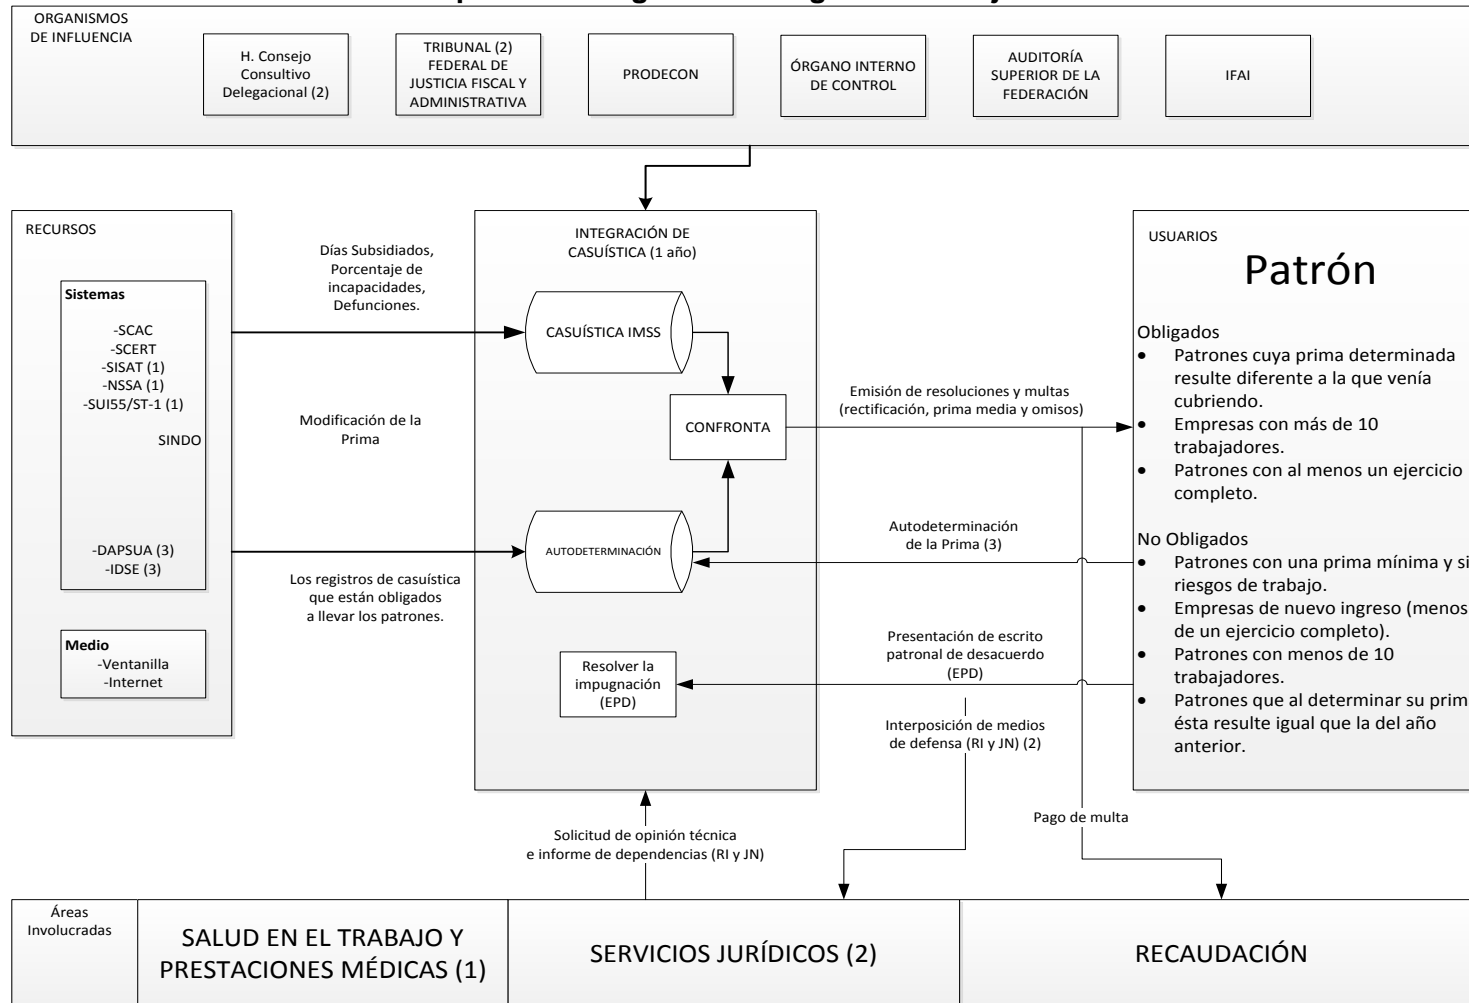 ORGANISMOS
DE INFLUENCIA
H. Consejo
Consultivo
Delegacional (2)
TRIBUNAL (2)
FEDERAL DE
JUSTICIA FISCAL Y
ADMINISTRATIVA
PRODECON
ÓRGANO INTERNO
DE CONTROL
AUDITORÍA
SUPERIOR DE LA
FEDERACIÓN
IFAI
RECURSOS
Sistemas
-SCAC
-SCERT
-SISAT (1)
-NSSA (1)
-SUI55/ST-1 (1)
SINDO
-DAPSUA (3)
-IDSE (3)
Medio
-Ventanilla
-Internet
Días Subsidiados,
Porcentaje de
incapacidades,
Defunciones.
Modificación de la
Prima
Los registros de casuística
que están obligados
a llevar los patrones.
INTEGRACIÓN DE
CASUÍSTICA (1 año)
CASUÍSTICA IMSS
CONFRONTA
AUTODETERMINACIÓN
Resolver la
impugnación
(EPD)
Emisión de resoluciones y multas
(rectificación, prima media y omisos)
Autodeterminación
de la Prima (3)
Presentación de escrito
patronal de desacuerdo
(EPD)
Interposición de medios
de defensa (RI y JN) (2)
Pago de multa
Solicitud de opinión técnica
e informe de dependencias (RI y JN)
USUARIOS
Patrón
Obligados
• Patrones cuya prima determinada
resulte diferente a la que venía
cubriendo.
• Empresas con más de 10
trabajadores.
• Patrones con al menos un ejercicio
completo.
No Obligados
• Patrones con una prima mínima y si
riesgos de trabajo.
• Empresas de nuevo ingreso (menos
de un ejercicio completo).
• Patrones con menos de 10
trabajadores.
• Patrones que al determinar su prim
ésta resulte igual que la del año
anterior.
Áreas
Involucradas
SALUD EN EL TRABAJO Y
PRESTACIONES MÉDICAS (1)
SERVICIOS JURÍDICOS (2)
RECAUDACIÓN